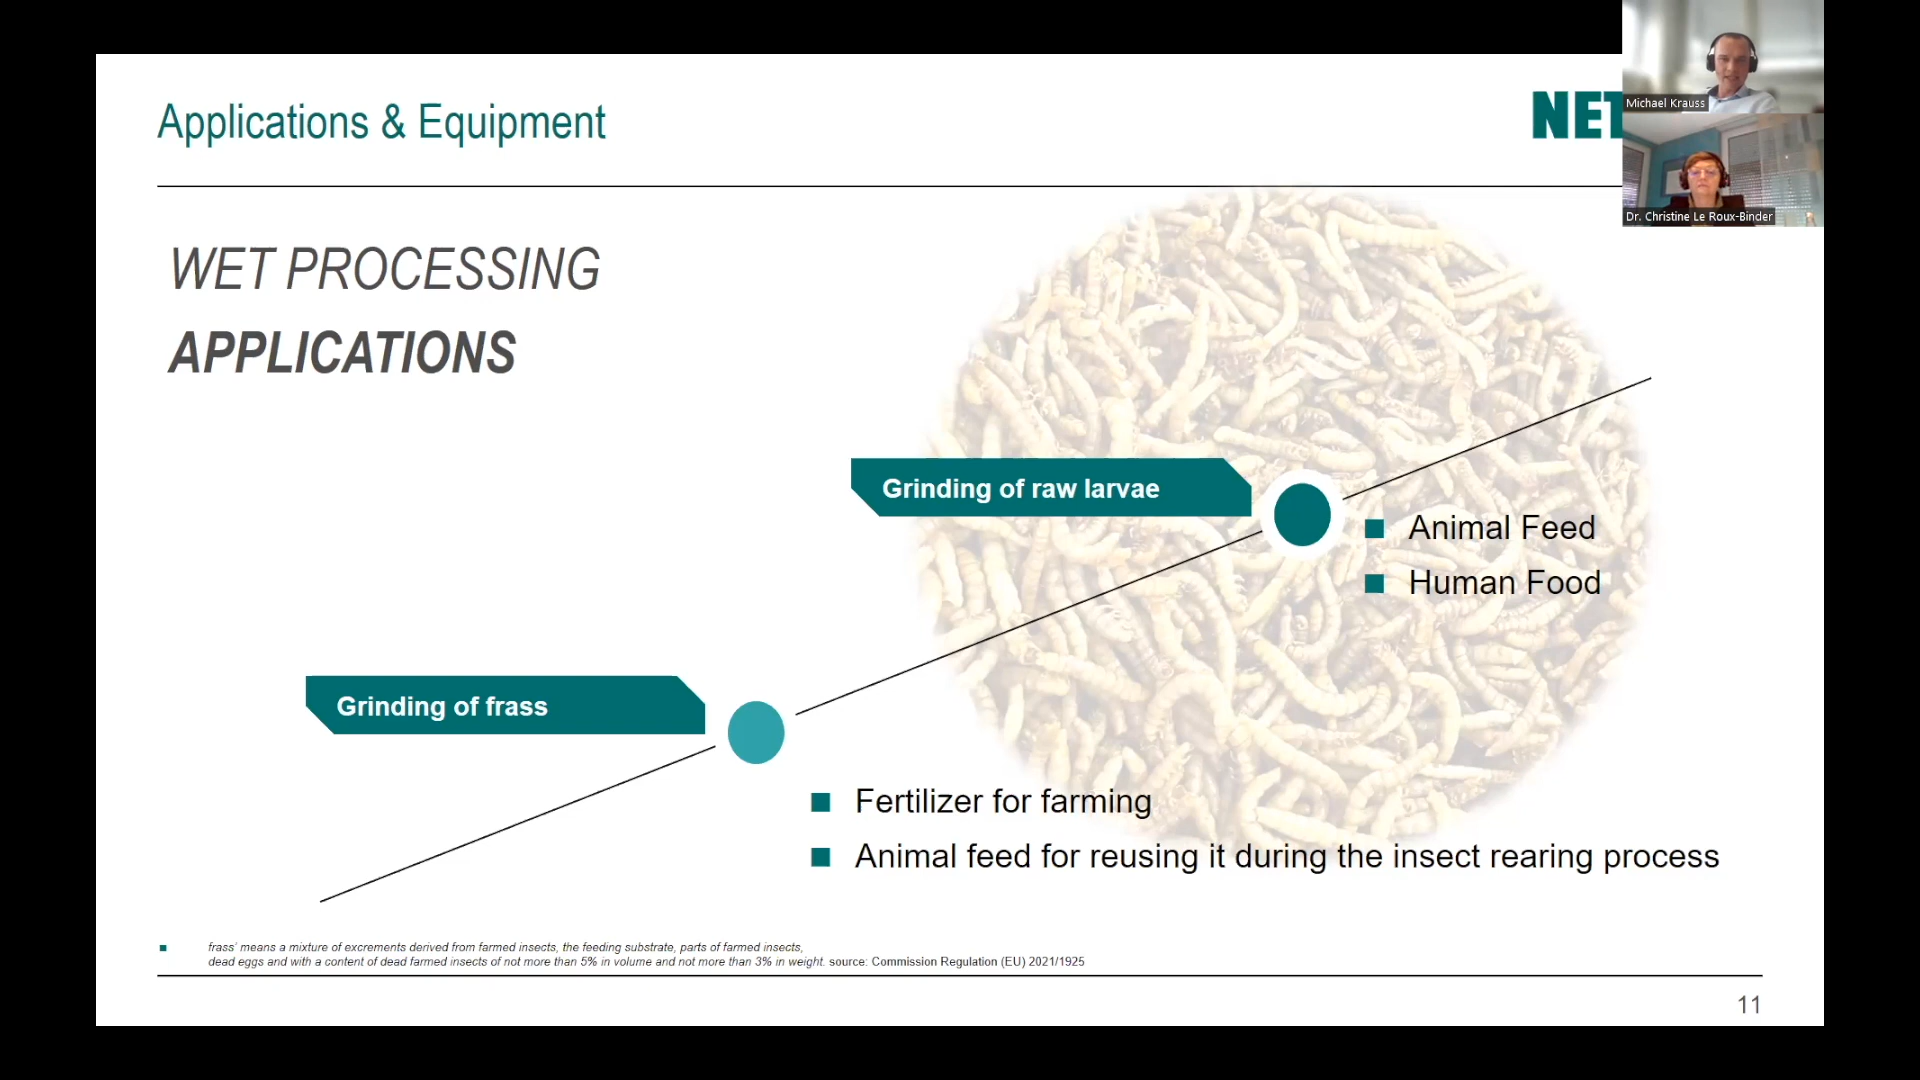 Applications & Equipment
NET
Michael Krauss
Dr. Christine Le Roux-Binder
WET PROCESSING
APPLICATIONS
Grinding of raw larvae
Animal Feed
Human Food
Grinding of frass
Fertilizer for farming
Animal feed for reusing it during the insect rearing process
frass' means a mixture of excrements derived from farmed insects, the feeding substrate, parts of farmed insects,
dead eggs and with a content of dead farmed insects of not more than 5% in volume and not more than 3% in weight. source: Commission Regulation (EU) 2021/1925
11